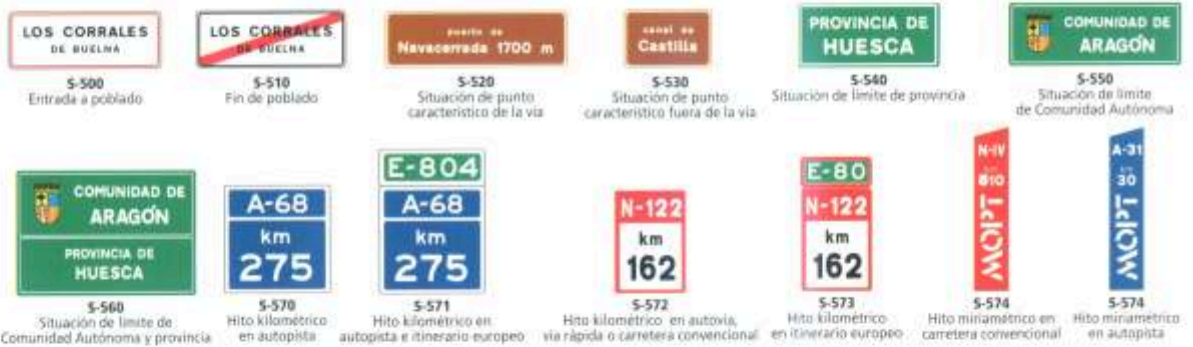 LOS CORRALES
DE BUELNA
S-500
Entrada a poblado
LOS CORRALES
DE BUELNA
S-510
Fin de poblado
puerto de
Navacerrada 1700 m
S-520
Situación de punto
característico de la vía
canal de
Castilla
S-530
Situación de punto
característico fuera de la vía
PROVINCIA DE
HUESCA
S-540
Situación de límite de provincia
COMUNIDAD DE
ARAGÓN
S-550
Situación de límite
de Comunidad Autónoma
COMUNIDAD DE
ARAGÓN
PROVINCIA DE
HUESCA
S-560
Situación de límite de
Comunidad Autónoma y provincia
A-68
km
275
S-570
Hito kilométrico
en autopista
E-804
A-68
km
275
S-571
Hito kilométrico en
autopista e itinerario europeo
N-122
km
162
S-572
Hito kilométrico en autovía,
vía rápida o carretera convencional
E-80
N-122
km
162
S-573
Hito kilométrico
en itinerario europeo
N-IV
km
810
MOPT
S-574
Hito miriamétrico en
carretera convencional
A-31
km
30
MOPT
S-574
Hito miriamétrico
en autopista